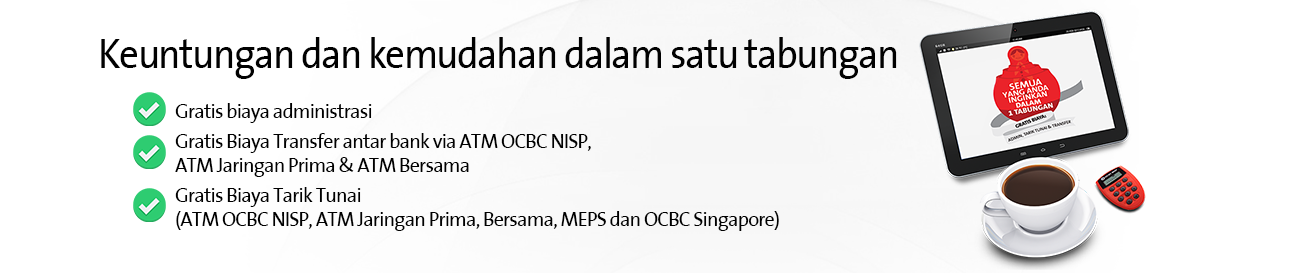 Keuntungan dan kemudahan dalam satu tabungan
Gratis biaya administrasi
Gratis Biaya Transfer antar bank via ATM OCBC NISP,
ATM Jaringan Prima & ATM Bersama
Gratis Biaya Tarik Tunai
(ATM OCBC NISP, ATM Jaringan Prima, Bersama, MEPS dan OCBC Singapore)
SEMUA
YANG ANDA
INGINKAN
DALAM
1 TABUNGAN
GRATIS BIAYA:
ADMIN, TARIK TUNAI & TRANSFER